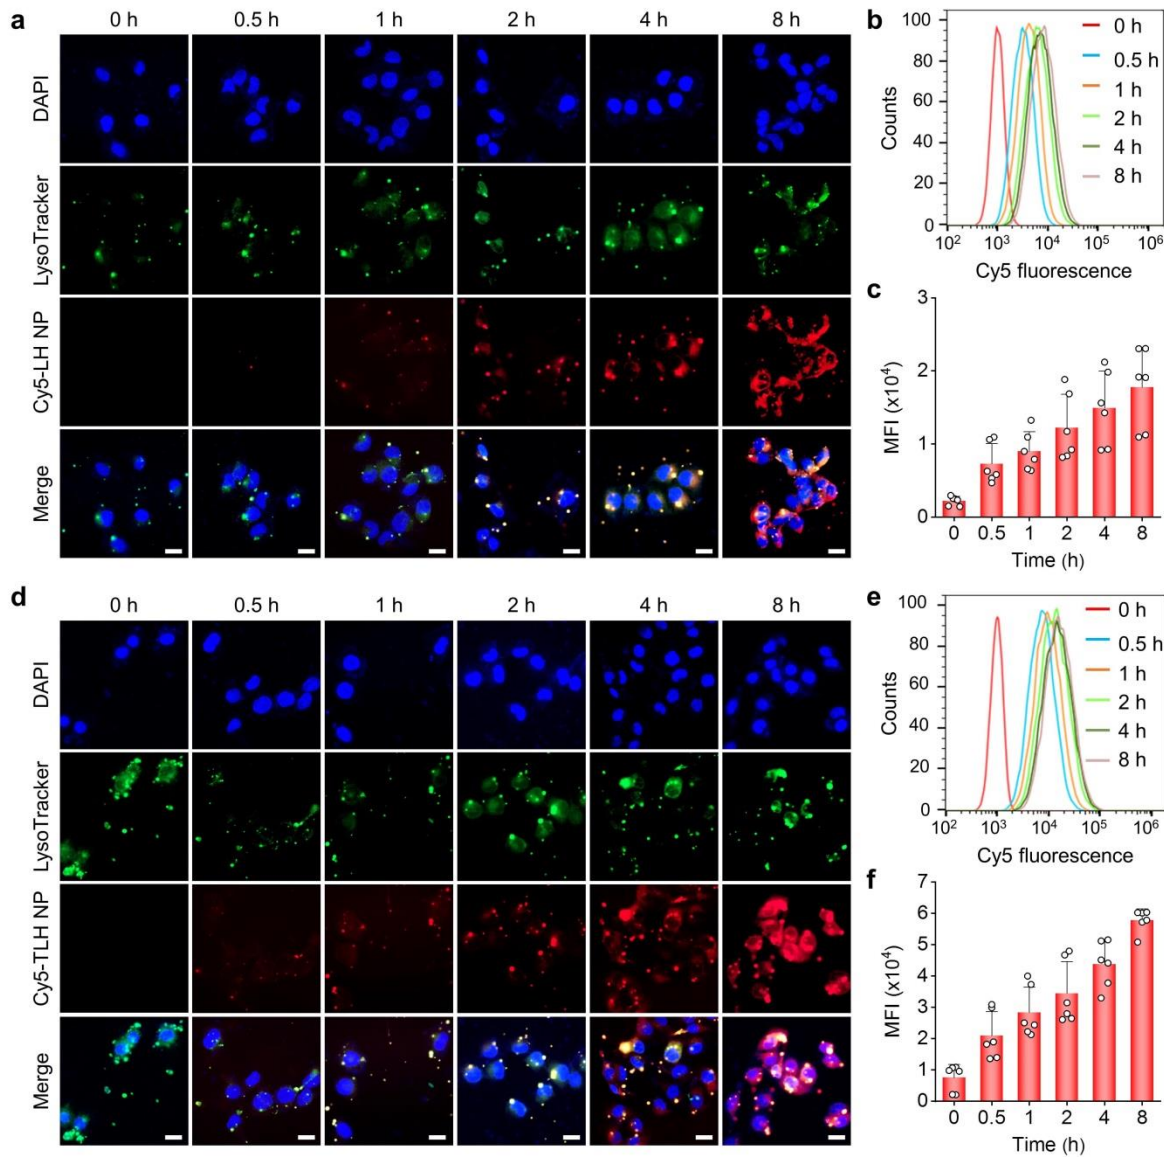 a
0 h 0.5 h 1 h 2 h 4 h 8 h
DAPI
LysoTracker
Cy5-LH NP
Merge
b
100
80
60
40
20
0
Counts
0 h
0.5 h
1 h
2 h
4 h
8 h
10² 10³ 10⁴ 10⁵ 10⁶
Cy5 fluorescence
c
3
2
1
0
MFI (x10⁴)
0 0.5 1 2 4 8
Time (h)
d
0 h 0.5 h 1 h 2 h 4 h 8 h
DAPI
LysoTracker
Cy5-TLH NP
Merge
e
100
80
60
40
20
0
Counts
0 h
0.5 h
1 h
2 h
4 h
8 h
10² 10³ 10⁴ 10⁵ 10⁶
Cy5 fluorescence
f
7
6
5
4
3
2
1
0
MFI (x10⁴)
0 0.5 1 2 4 8
Time (h)